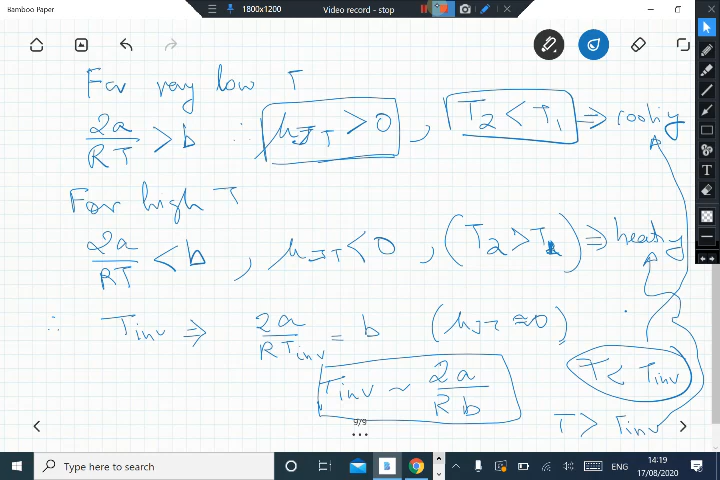 Bamboo Paper
1800x1200
Video record - stop
For very low T
2a/RT > b ∴ μJT > 0 , T2 < T1 ⇒ cooling
For high T
2a/RT < b , μJT < 0 , (T2 > T1) ⇒ heating
∴ Tinv ⇒ 2a/RTinv = b (μJT ≈ 0)
T < Tinv
Tinv ~ 2a/Rb
T > Tinv
9/9
Type here to search
ENG
14:19
17/08/2020